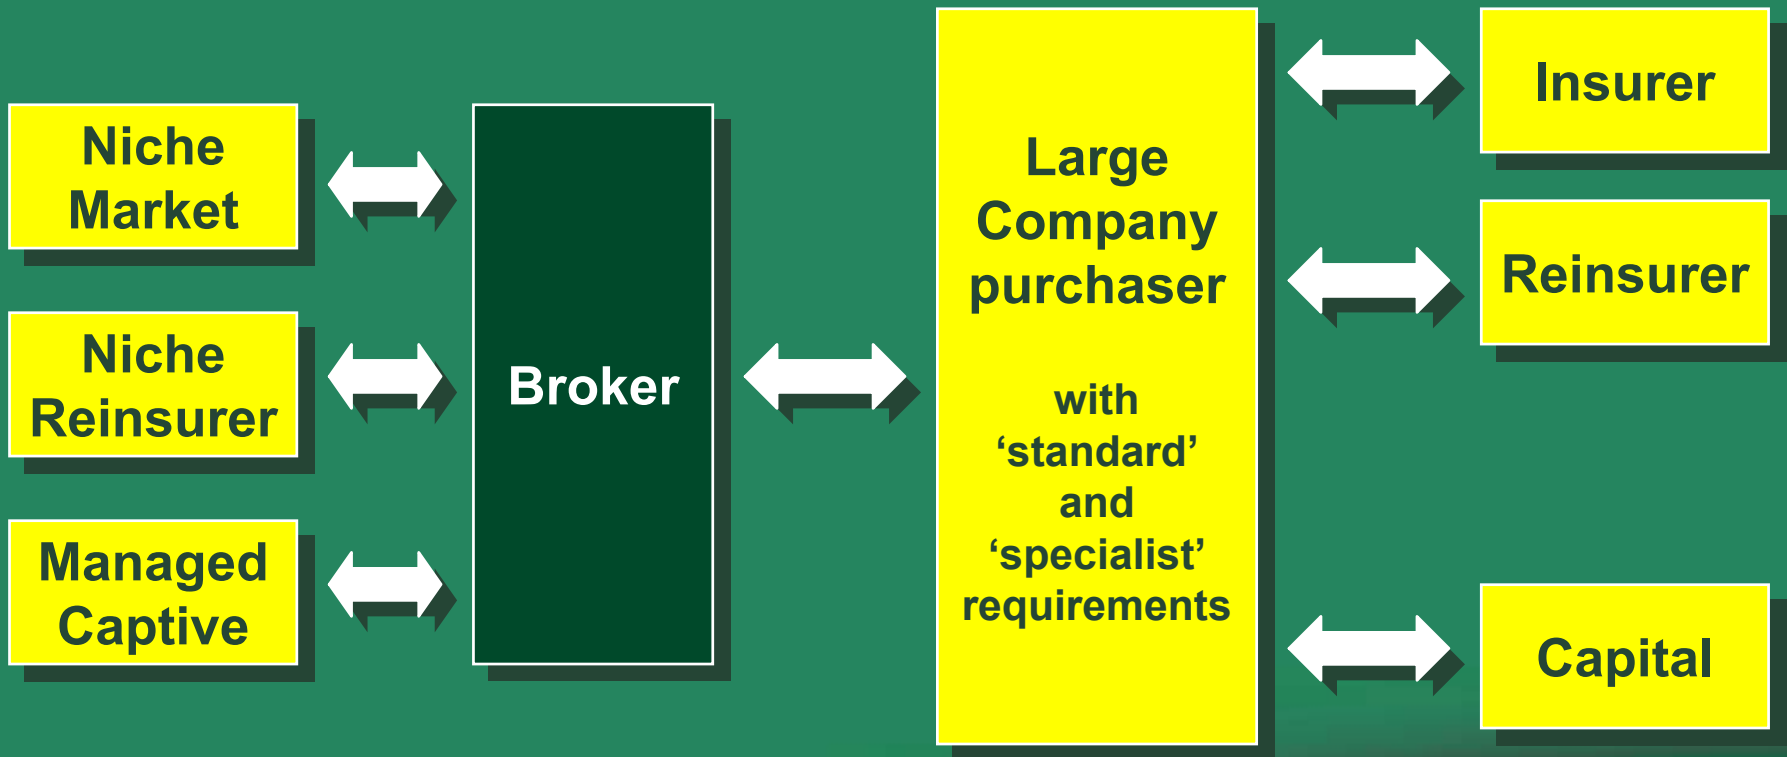 Niche
Market
Niche
Reinsurer
Managed
Captive
Broker
Large
Company
purchaser
with
‘standard’
and
‘specialist’
requirements
Insurer
Reinsurer
Capital